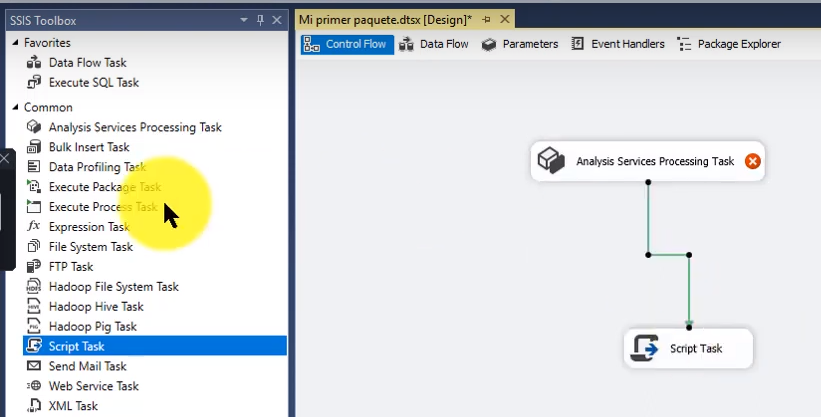 SSIS Toolbox
Favorites
Data Flow Task
Execute SQL Task
Common
Analysis Services Processing Task
Bulk Insert Task
Data Profiling Task
Execute Package Task
Execute Process Task
Expression Task
File System Task
FTP Task
Hadoop File System Task
Hadoop Hive Task
Hadoop Pig Task
Script Task
Send Mail Task
Web Service Task
XML Task
Mi primer paquete.dtsx [Design]*
Control Flow Data Flow Parameters Event Handlers Package Explorer
Analysis Services Processing Task
Script Task